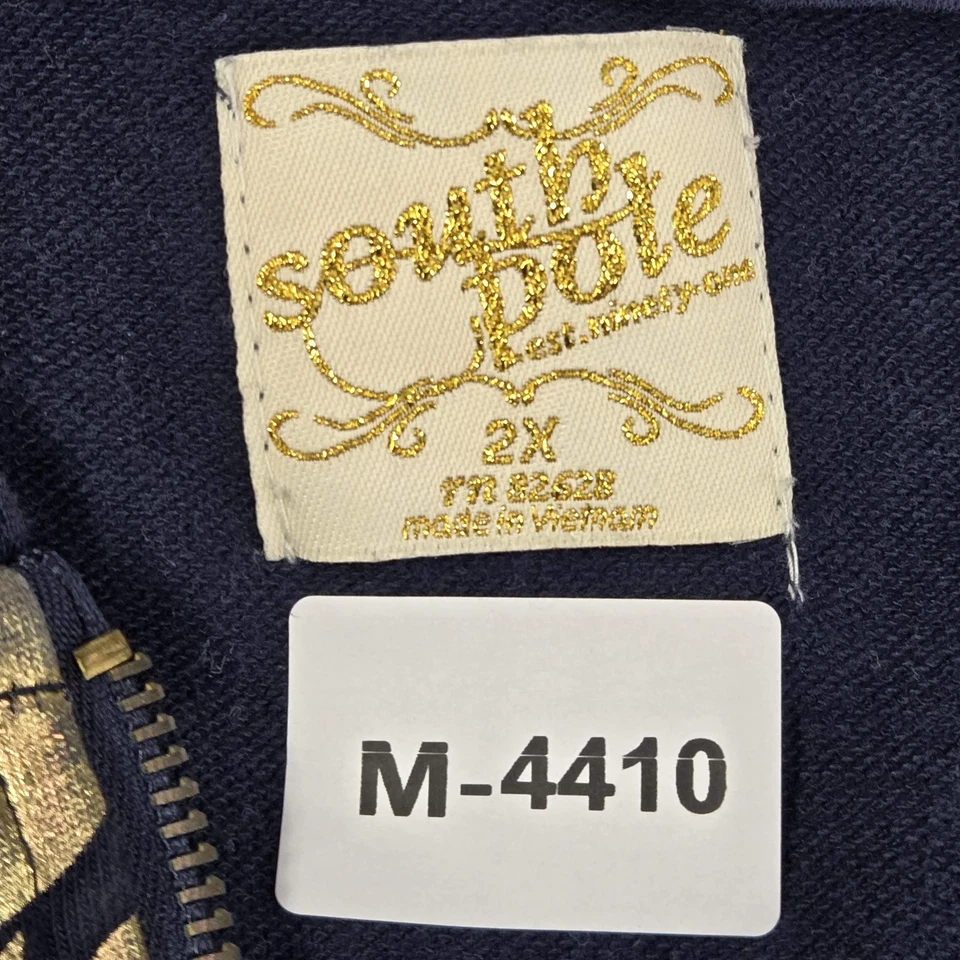 south
pole
est. ninety-one
2X
rn 82628
made in Vietnam
M-4410